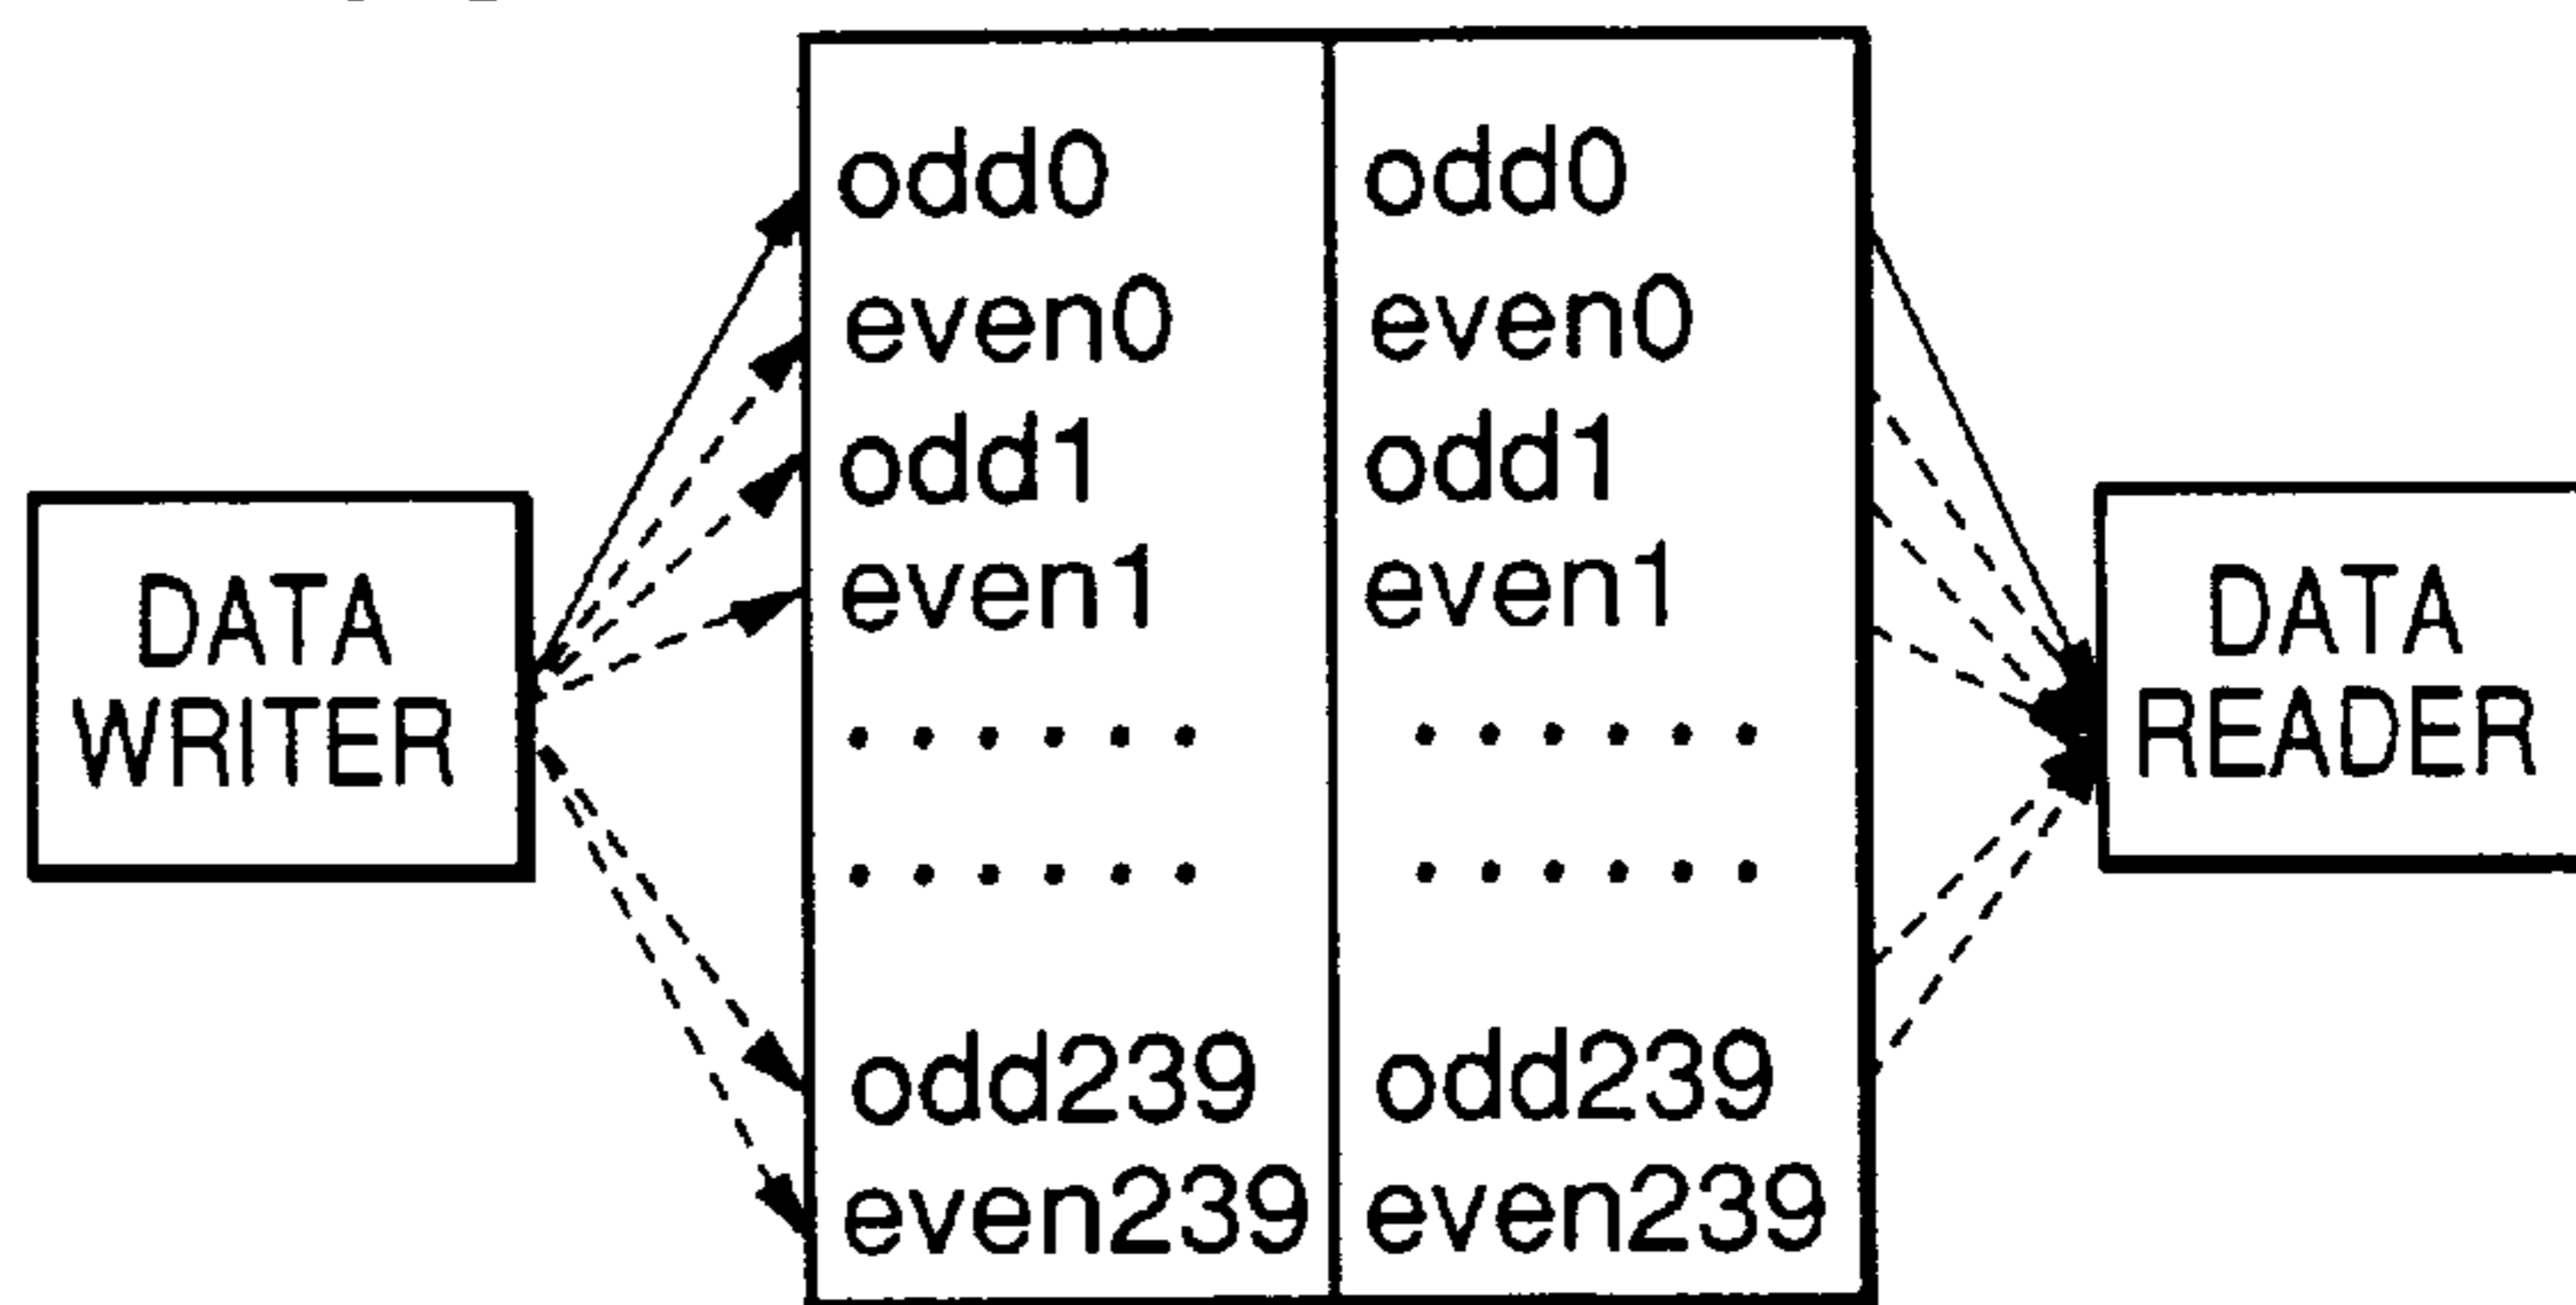 odd0 odd0
even0 even0
odd1 odd1
even1 even1
DATA
WRITER
DATA
READER
. . . . . . . . . . . .
. . . . . . . . . . . .
odd239 odd239
even239 even239